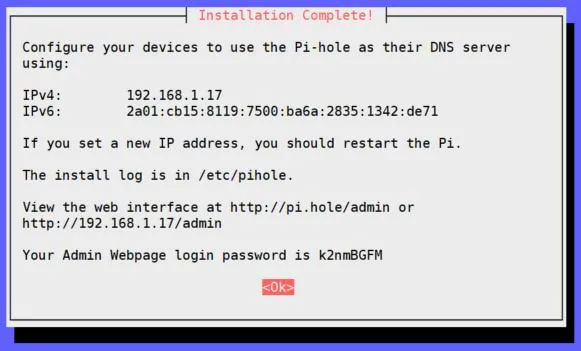 Installation Complete!
Configure your devices to use the Pi-hole as their DNS server
using:
IPv4: 192.168.1.17
IPv6: 2a01:cb15:8119:7500:ba6a:2835:1342:de71
If you set a new IP address, you should restart the Pi.
The install log is in /etc/pihole.
View the web interface at http://pi.hole/admin or
http://192.168.1.17/admin
Your Admin Webpage login password is k2nmBGFM
<Ok>